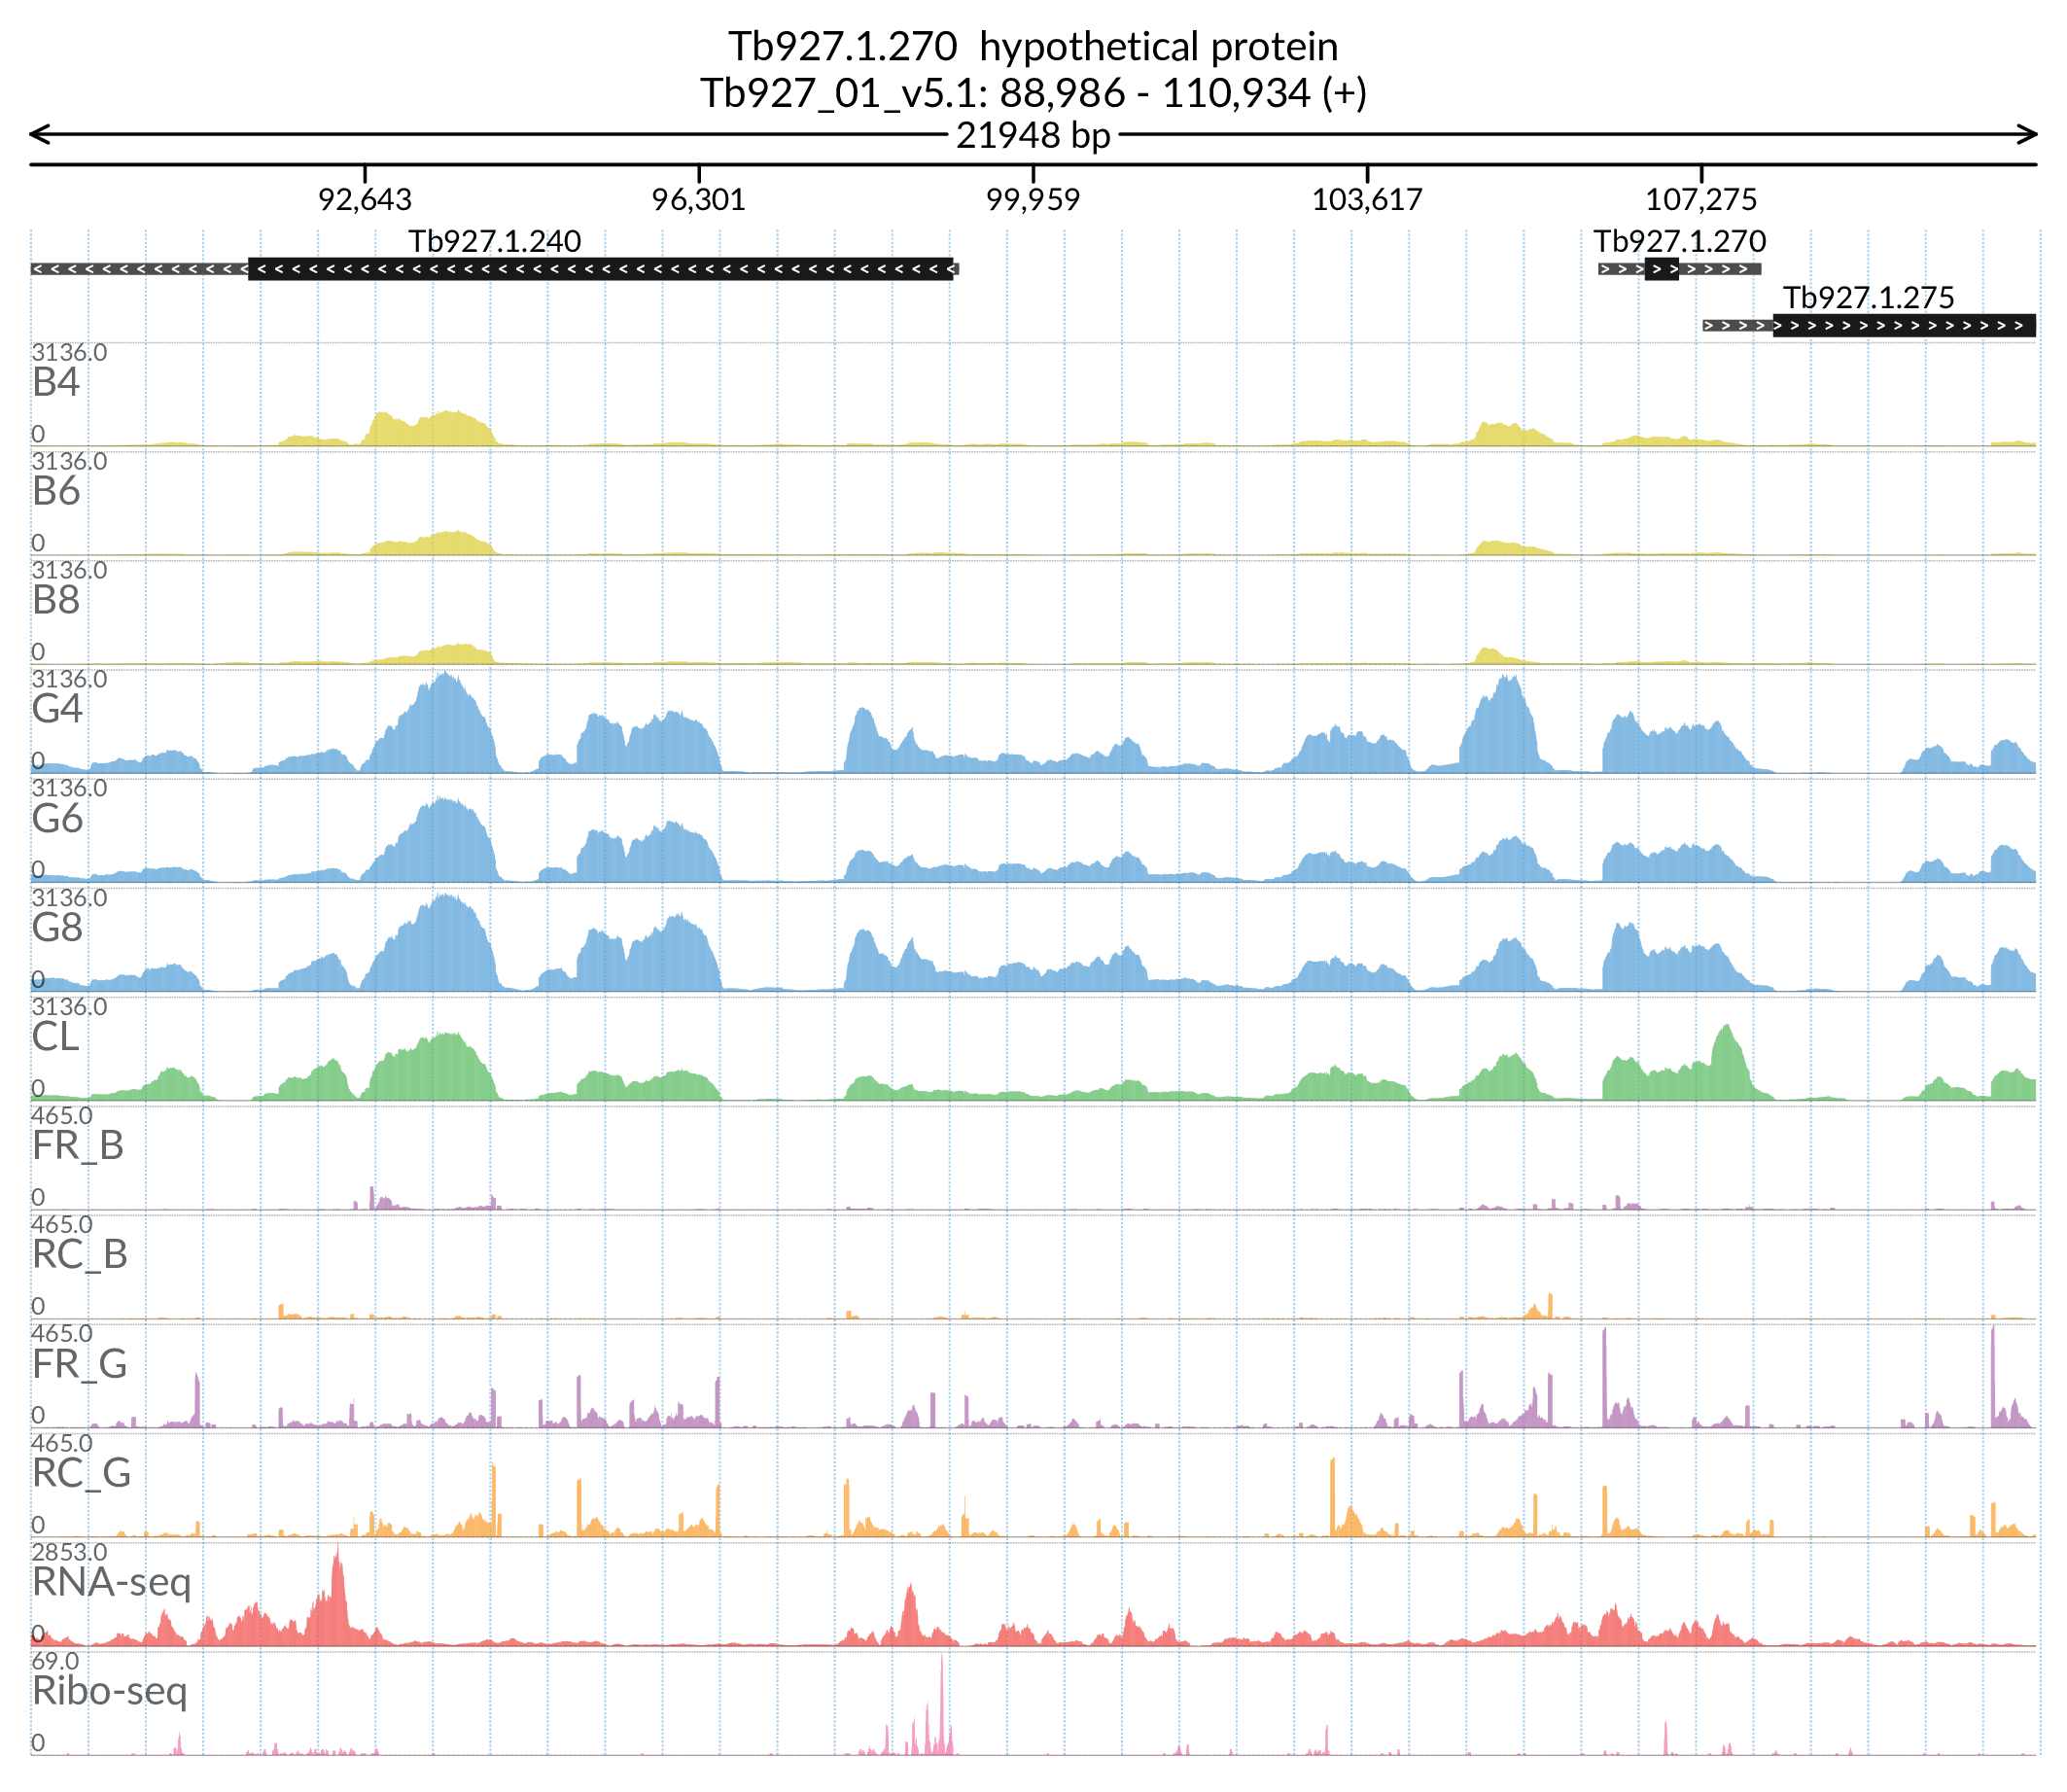 Tb927.1.270 hypothetical protein
Tb927_01_v5.1: 88,986 - 110,934 (+)
21948 bp
92,643 96,301 99,959 103,617 107,275
Tb927.1.240 Tb927.1.270
Tb927.1.275
3136.0
B4
0
3136.0
B6
0
3136.0
B8
0
3136.0
G4
0
3136.0
G6
0
3136.0
G8
0
3136.0
CL
0
465.0
FR_B
0
465.0
RC_B
0
465.0
FR_G
0
465.0
RC_G
0
2853.0
RNA-seq
0
69.0
Ribo-seq
0